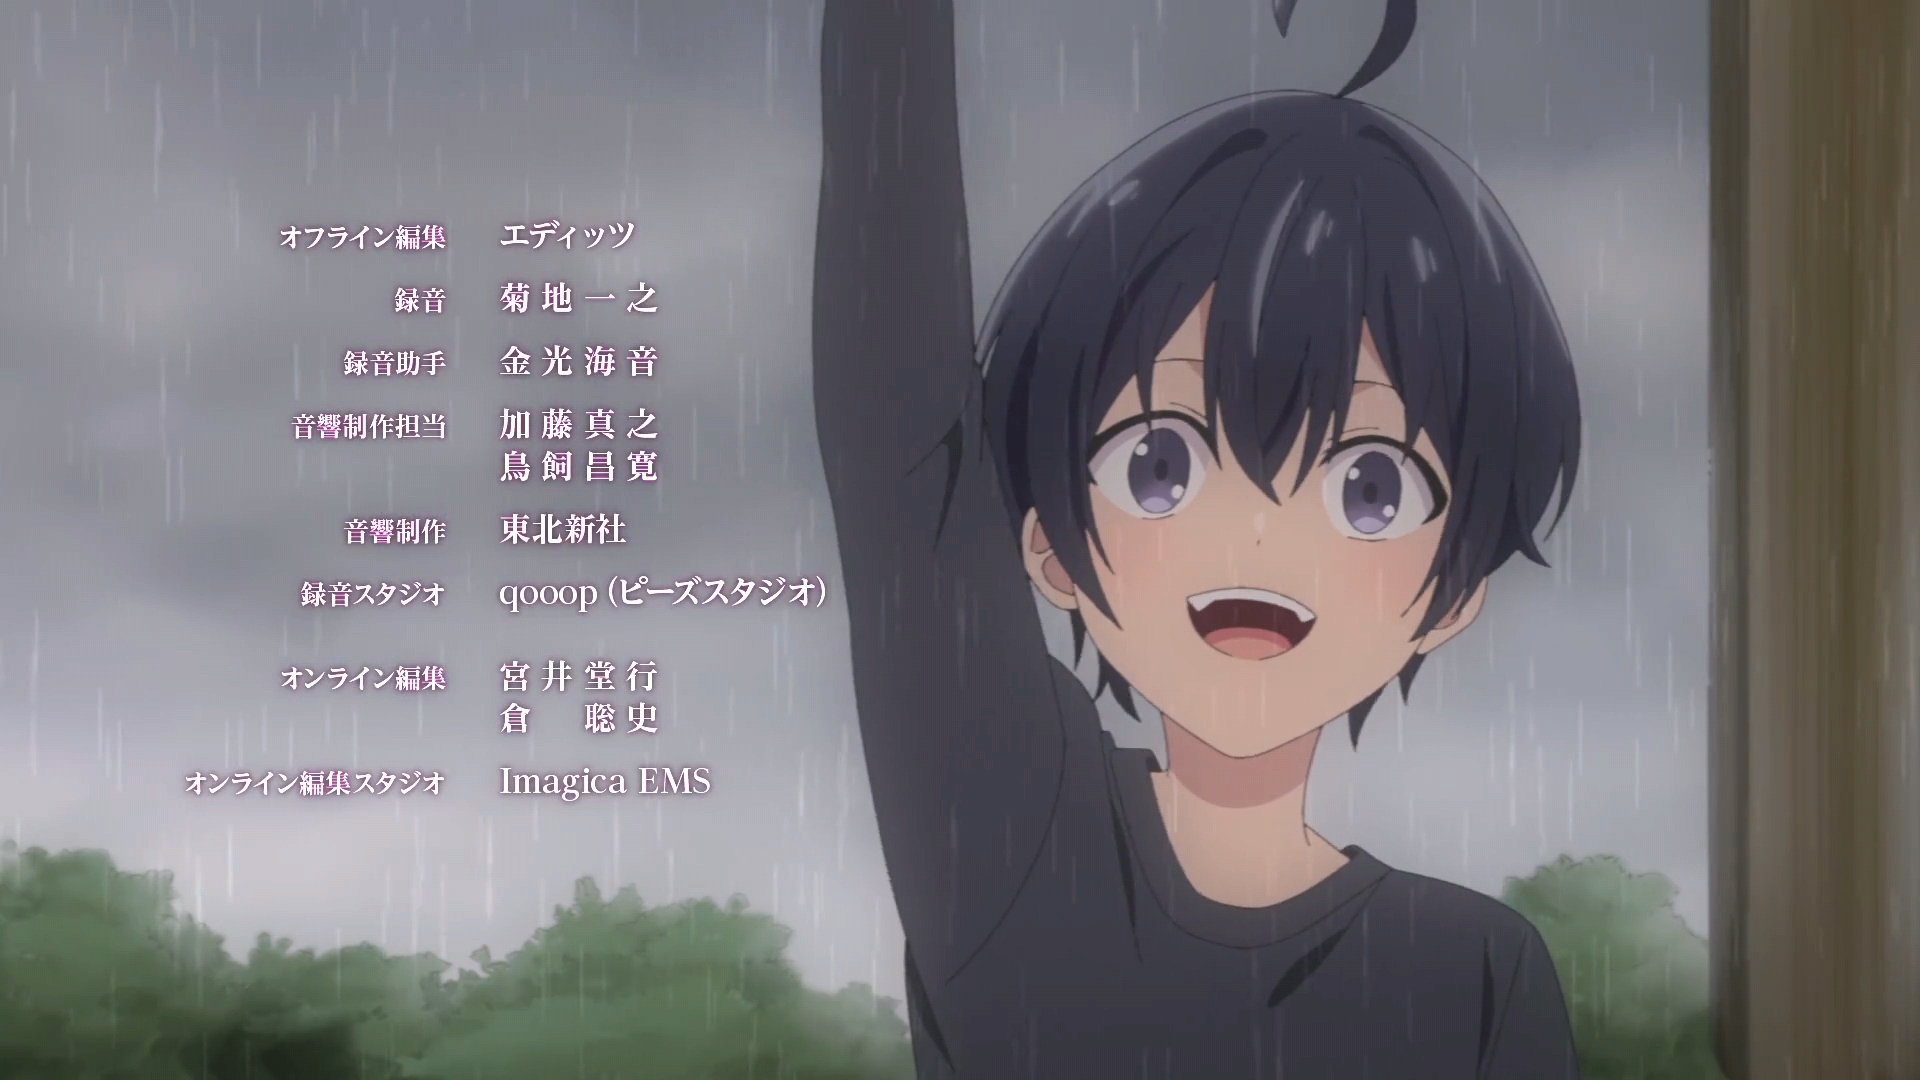 オフライン編集 エディッツ
録音 菊地一之
録音助手 金光海音
音響制作担当 加藤真之
鳥飼昌寛
音響制作 東北新社
録音スタジオ qooop（ピーズスタジオ）
オンライン編集 宮井堂行
倉 聡史
オンライン編集スタジオ Imagica EMS